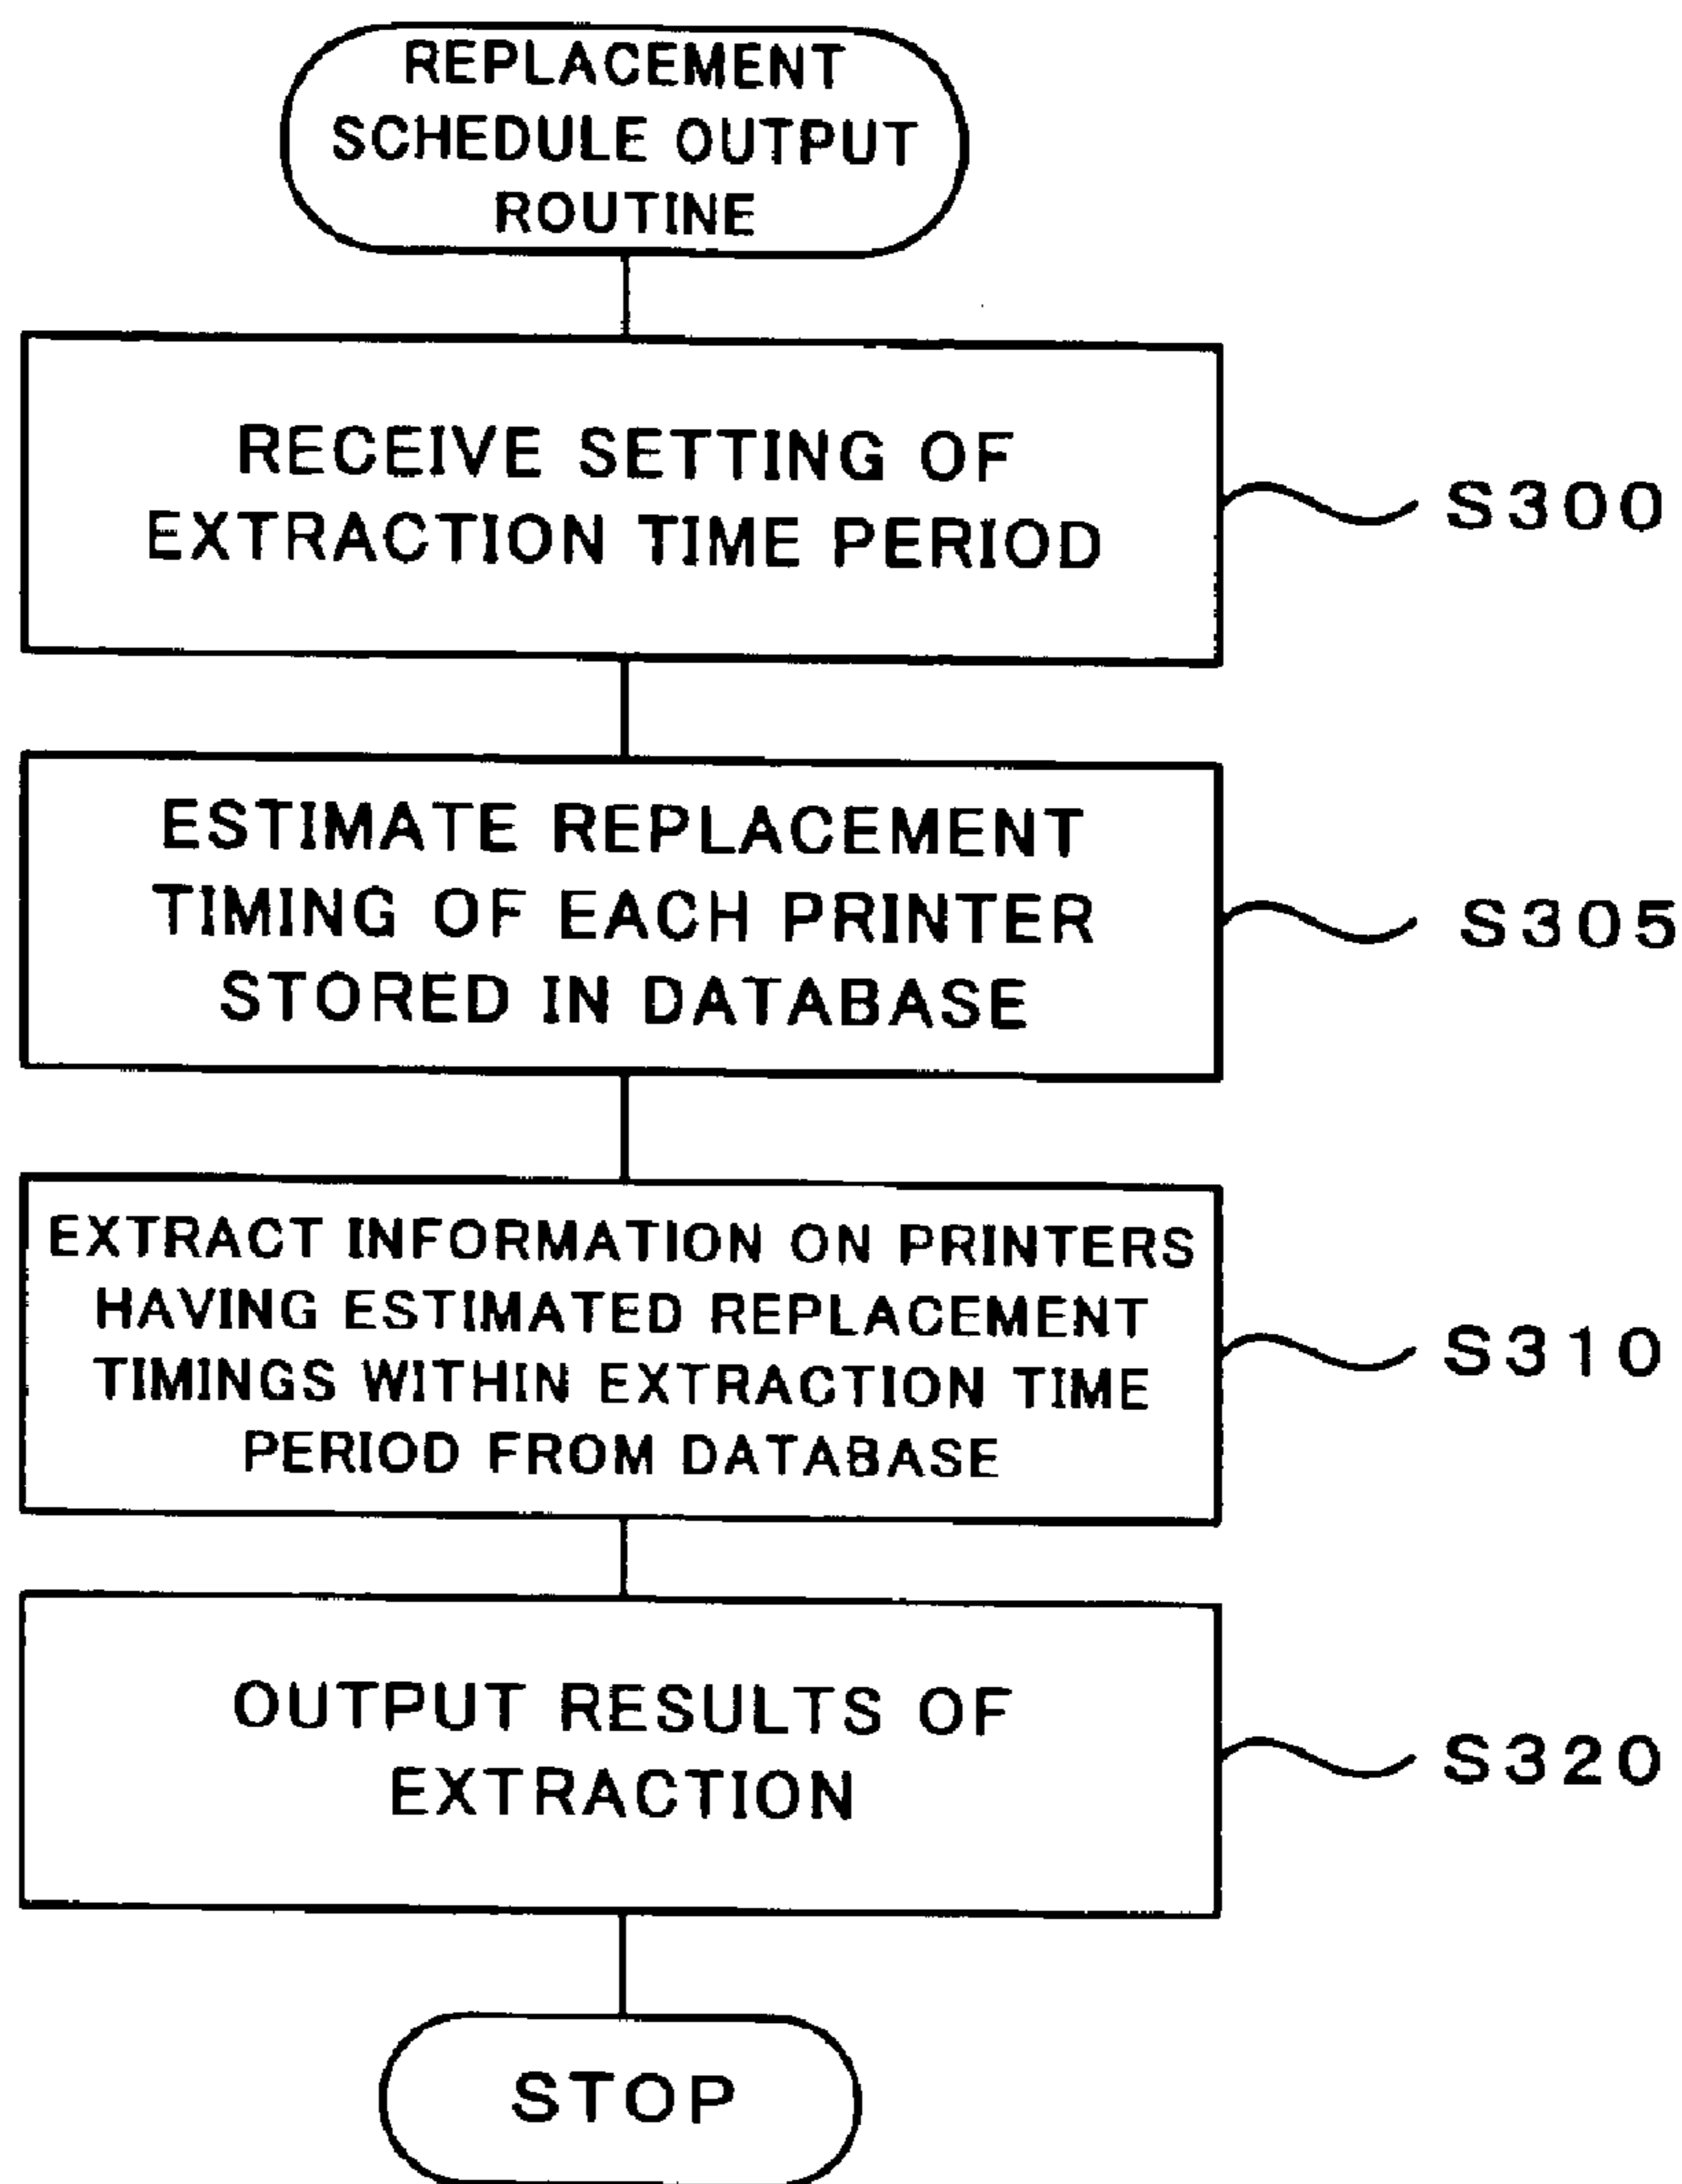 REPLACEMENT
SCHEDULE OUTPUT
ROUTINE
RECEIVE SETTING OF
EXTRACTION TIME PERIOD
S300
ESTIMATE REPLACEMENT
TIMING OF EACH PRINTER
STORED IN DATABASE
S305
EXTRACT INFORMATION ON PRINTERS
HAVING ESTIMATED REPLACEMENT
TIMINGS WITHIN EXTRACTION TIME
PERIOD FROM DATABASE
S310
OUTPUT RESULTS OF
EXTRACTION
S320
STOP